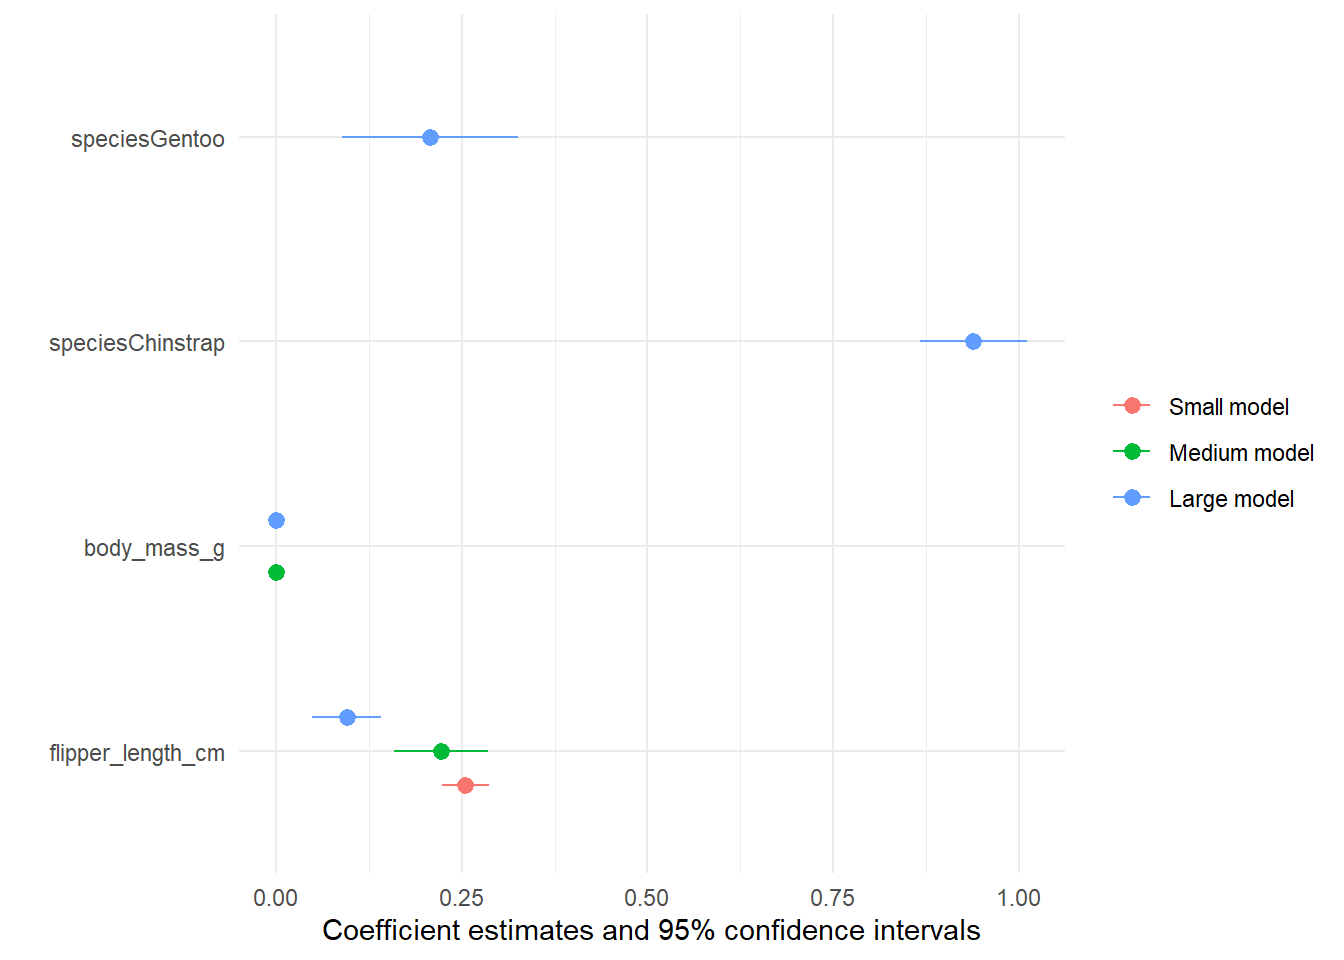 speciesGentoo
speciesChinstrap
body_mass_g
flipper_length_cm
0.00 0.25 0.50 0.75 1.00
Coefficient estimates and 95% confidence intervals
Small model
Medium model
Large model